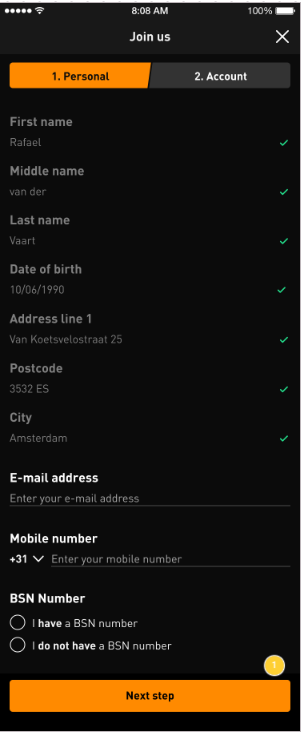 8:08 AM
100%
Join us
1. Personal
2. Account
First name
Rafael
Middle name
van der
Last name
Vaart
Date of birth
10/06/1990
Address line 1
Van Koetsvelostraat 25
Postcode
3532 ES
City
Amsterdam
E-mail address
Enter your e-mail address
Mobile number
+31 Enter your mobile number
BSN Number
I have a BSN number
I do not have a BSN number
1
Next step